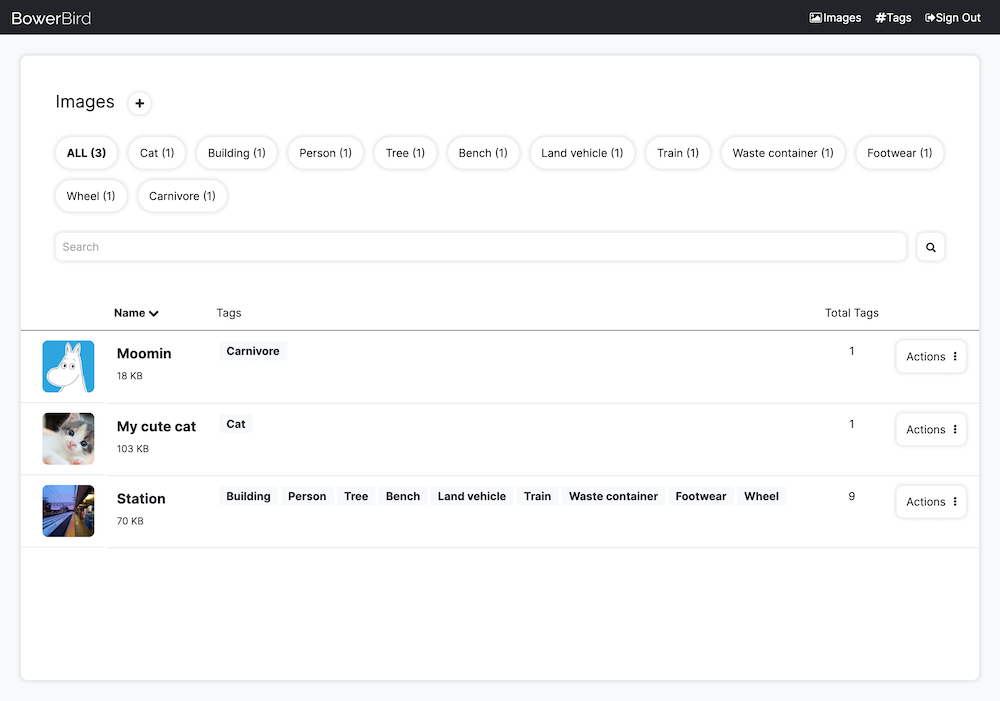 BowerBird Images #Tags Sign Out
Images +
ALL (3) Cat (1) Building (1) Person (1) Tree (1) Bench (1) Land vehicle (1) Train (1) Waste container (1) Footwear (1)
Wheel (1) Carnivore (1)
Search
Name Tags Total Tags
Moomin Carnivore 1 Actions
18 KB
My cute cat Cat 1 Actions
103 KB
Station Building Person Tree Bench Land vehicle Train Waste container Footwear Wheel 9 Actions
70 KB